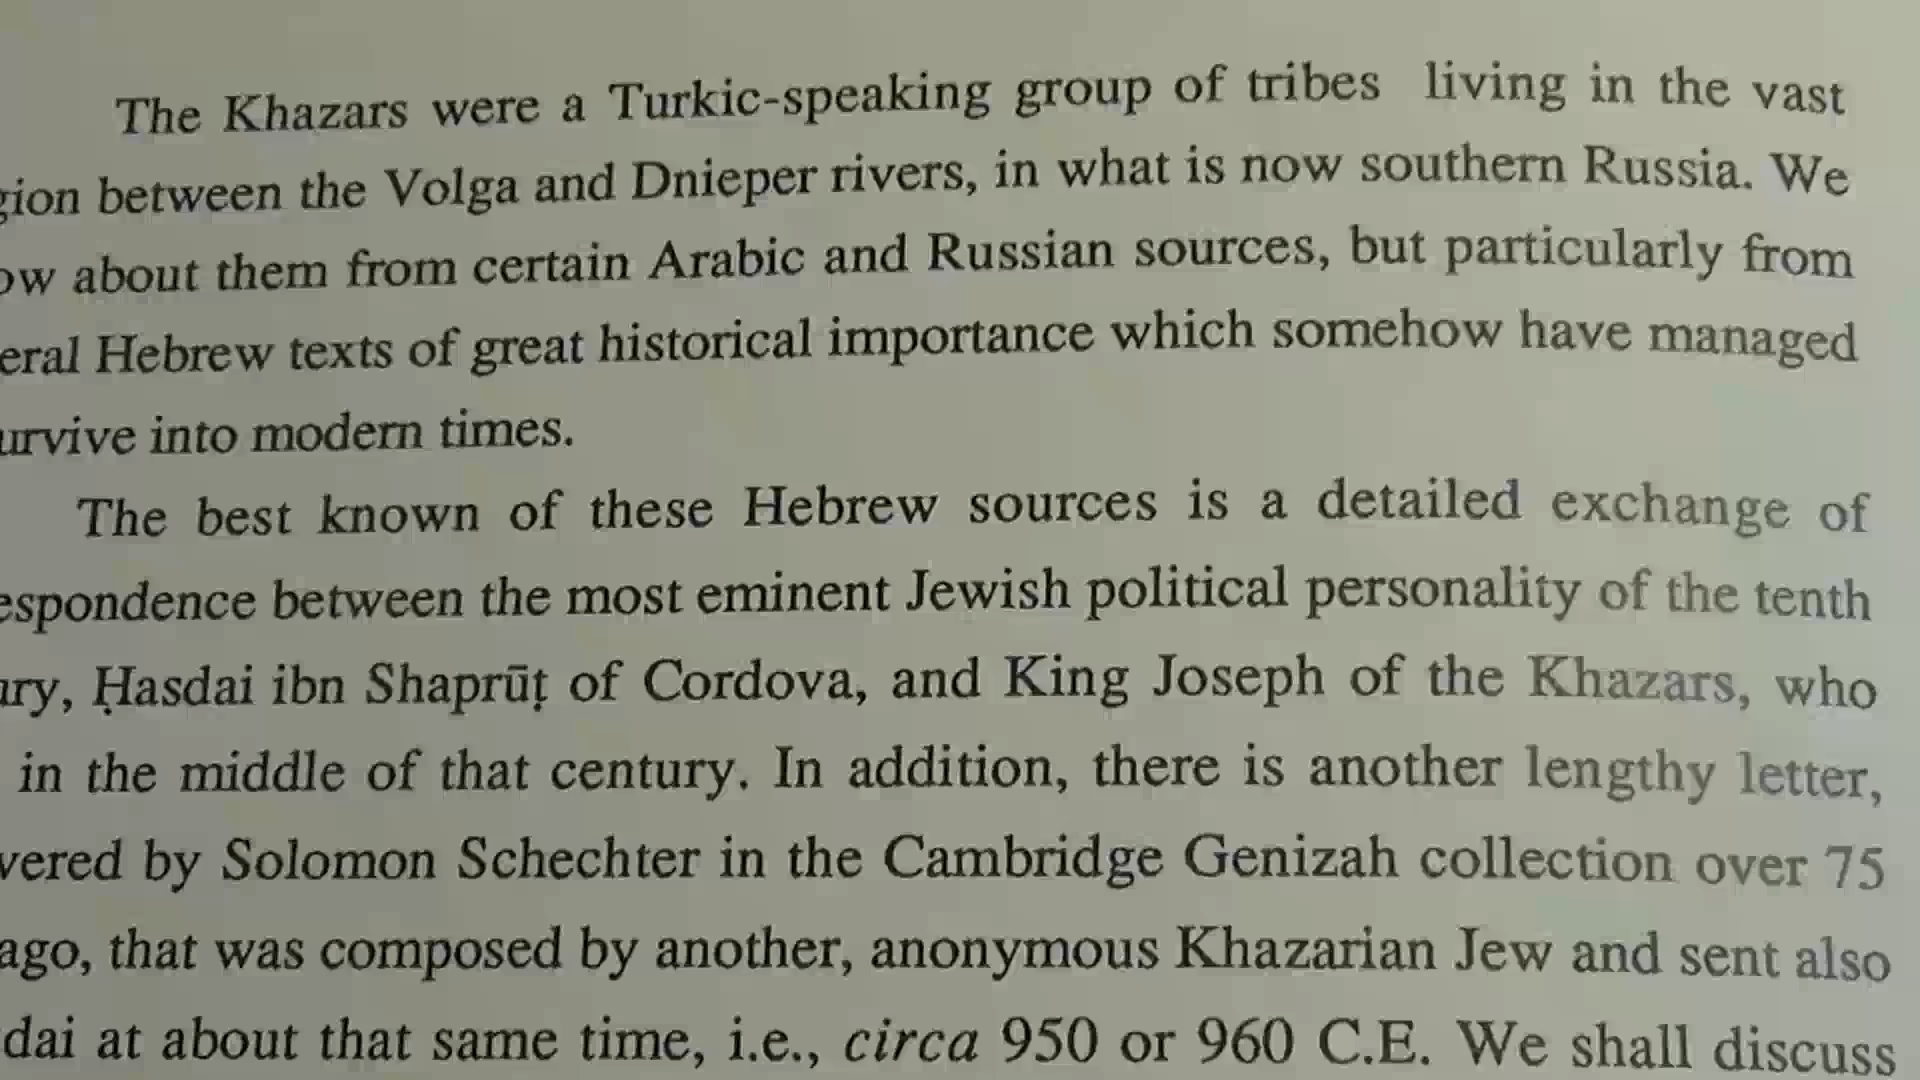 The Khazars were a Turkic-speaking group of tribes living in the vast
gion between the Volga and Dnieper rivers, in what is now southern Russia. We
ow about them from certain Arabic and Russian sources, but particularly from
eral Hebrew texts of great historical importance which somehow have managed
urvive into modern times.
The best known of these Hebrew sources is a detailed exchange of
espondence between the most eminent Jewish political personality of the tenth
ury, Ḥasdai ibn Shaprūṭ of Cordova, and King Joseph of the Khazars, who
in the middle of that century. In addition, there is another lengthy letter,
vered by Solomon Schechter in the Cambridge Genizah collection over 75
ago, that was composed by another, anonymous Khazarian Jew and sent also
dai at about that same time, i.e., circa 950 or 960 C.E. We shall discuss